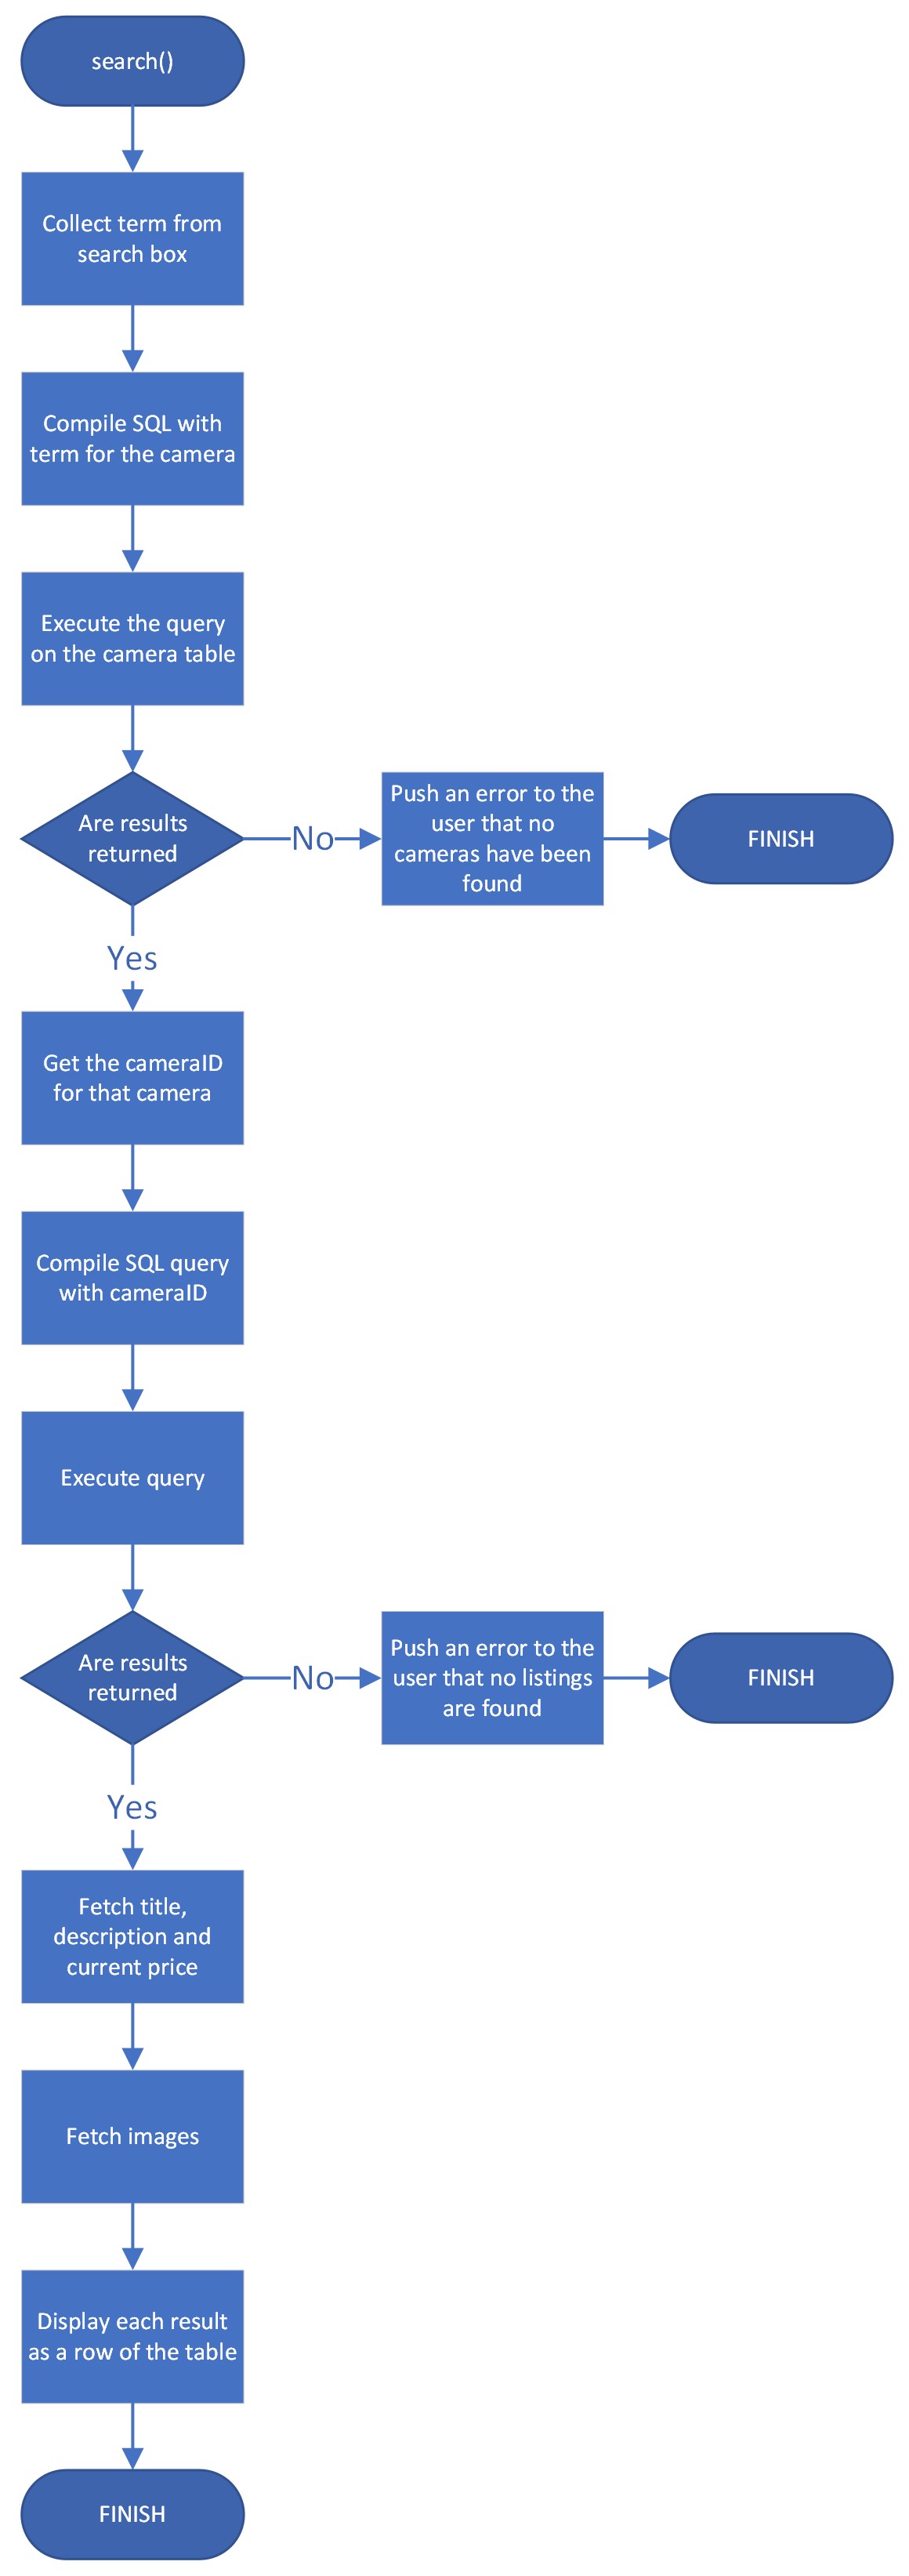 search()
Collect term from
search box
Compile SQL with
term for the camera
Execute the query
on the camera table
Are results
returned
No
Push an error to the
user that no
cameras have been
found
FINISH
Yes
Get the cameraID
for that camera
Compile SQL query
with cameraID
Execute query
Are results
returned
No
Push an error to the
user that no listings
are found
FINISH
Yes
Fetch title,
description and
current price
Fetch images
Display each result
as a row of the table
FINISH